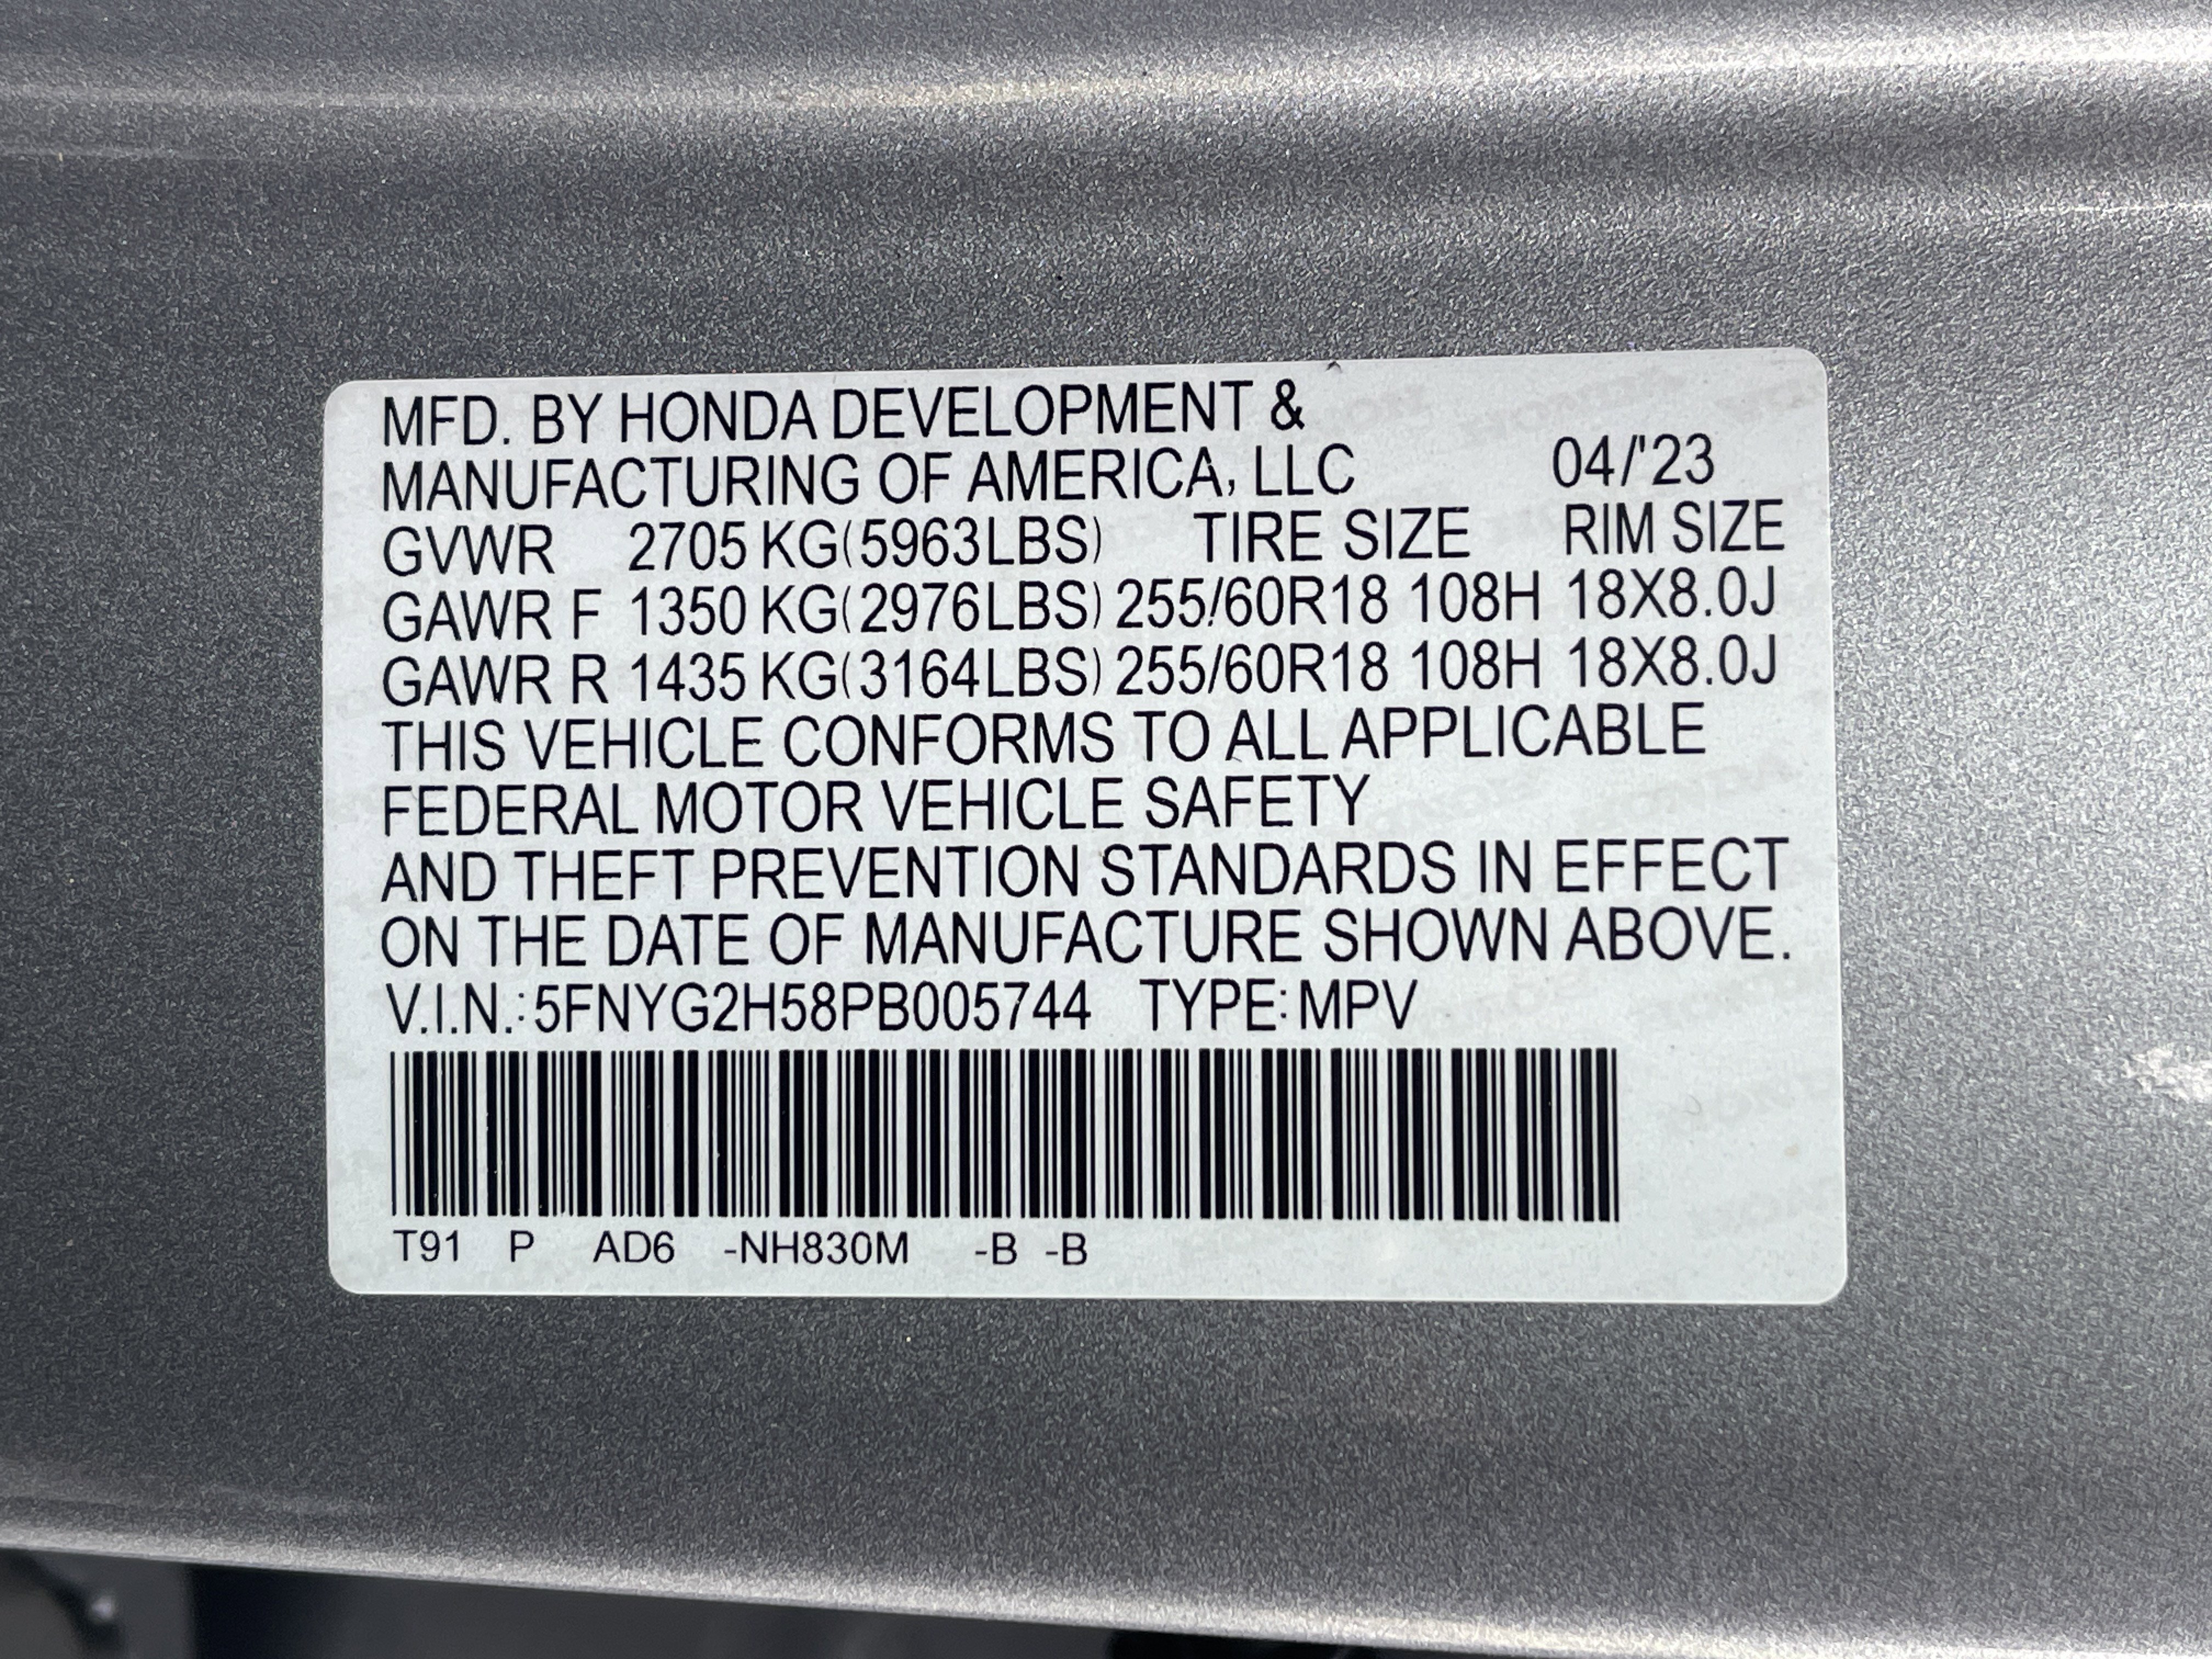 MFD. BY HONDA DEVELOPMENT &
MANUFACTURING OF AMERICA, LLC 04/'23
GVWR 2705 KG(5963LBS) TIRE SIZE RIM SIZE
GAWR F 1350 KG(2976LBS) 255/60R18 108H 18X8.0J
GAWR R 1435 KG(3164LBS) 255/60R18 108H 18X8.0J
THIS VEHICLE CONFORMS TO ALL APPLICABLE
FEDERAL MOTOR VEHICLE SAFETY
AND THEFT PREVENTION STANDARDS IN EFFECT
ON THE DATE OF MANUFACTURE SHOWN ABOVE.
V.I.N.: 5FNYG2H58PB005744 TYPE: MPV
T91 P AD6 -NH830M -B -B